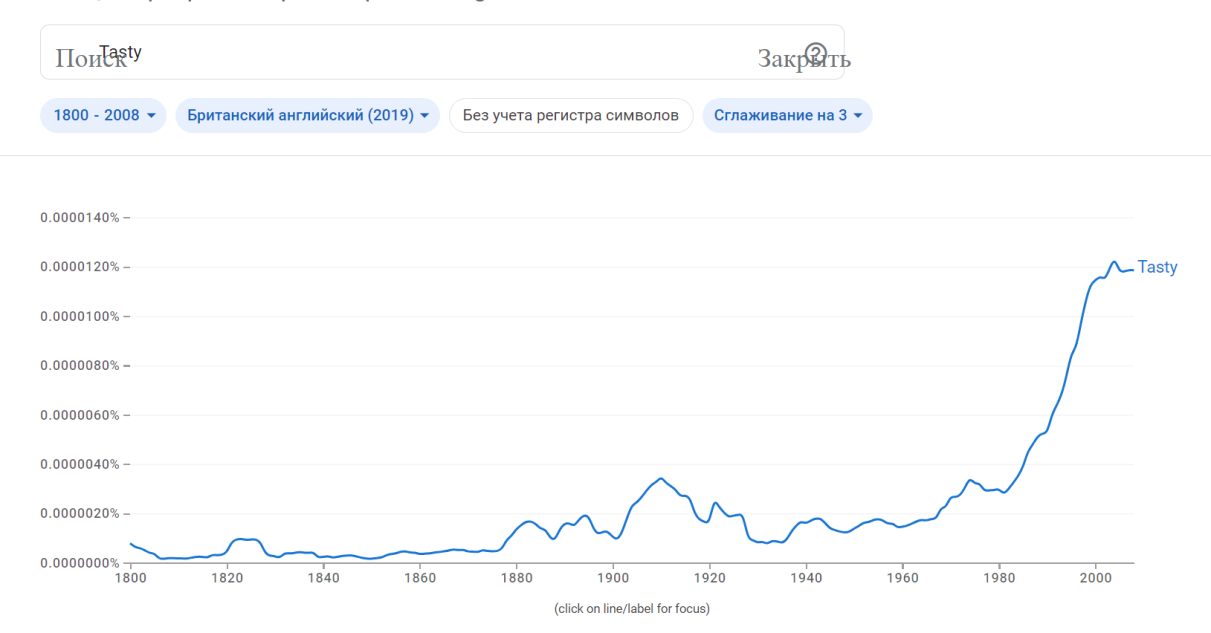 Tasty
Поиск Закрыть
1800 - 2008 Британский английский (2019) Без учета регистра символов Сглаживание на 3
0.0000140%
0.0000120%
Tasty
0.0000100%
0.0000080%
0.0000060%
0.0000040%
0.0000020%
0.0000000%
1800 1820 1840 1860 1880 1900 1920 1940 1960 1980 2000
(click on line/label for focus)